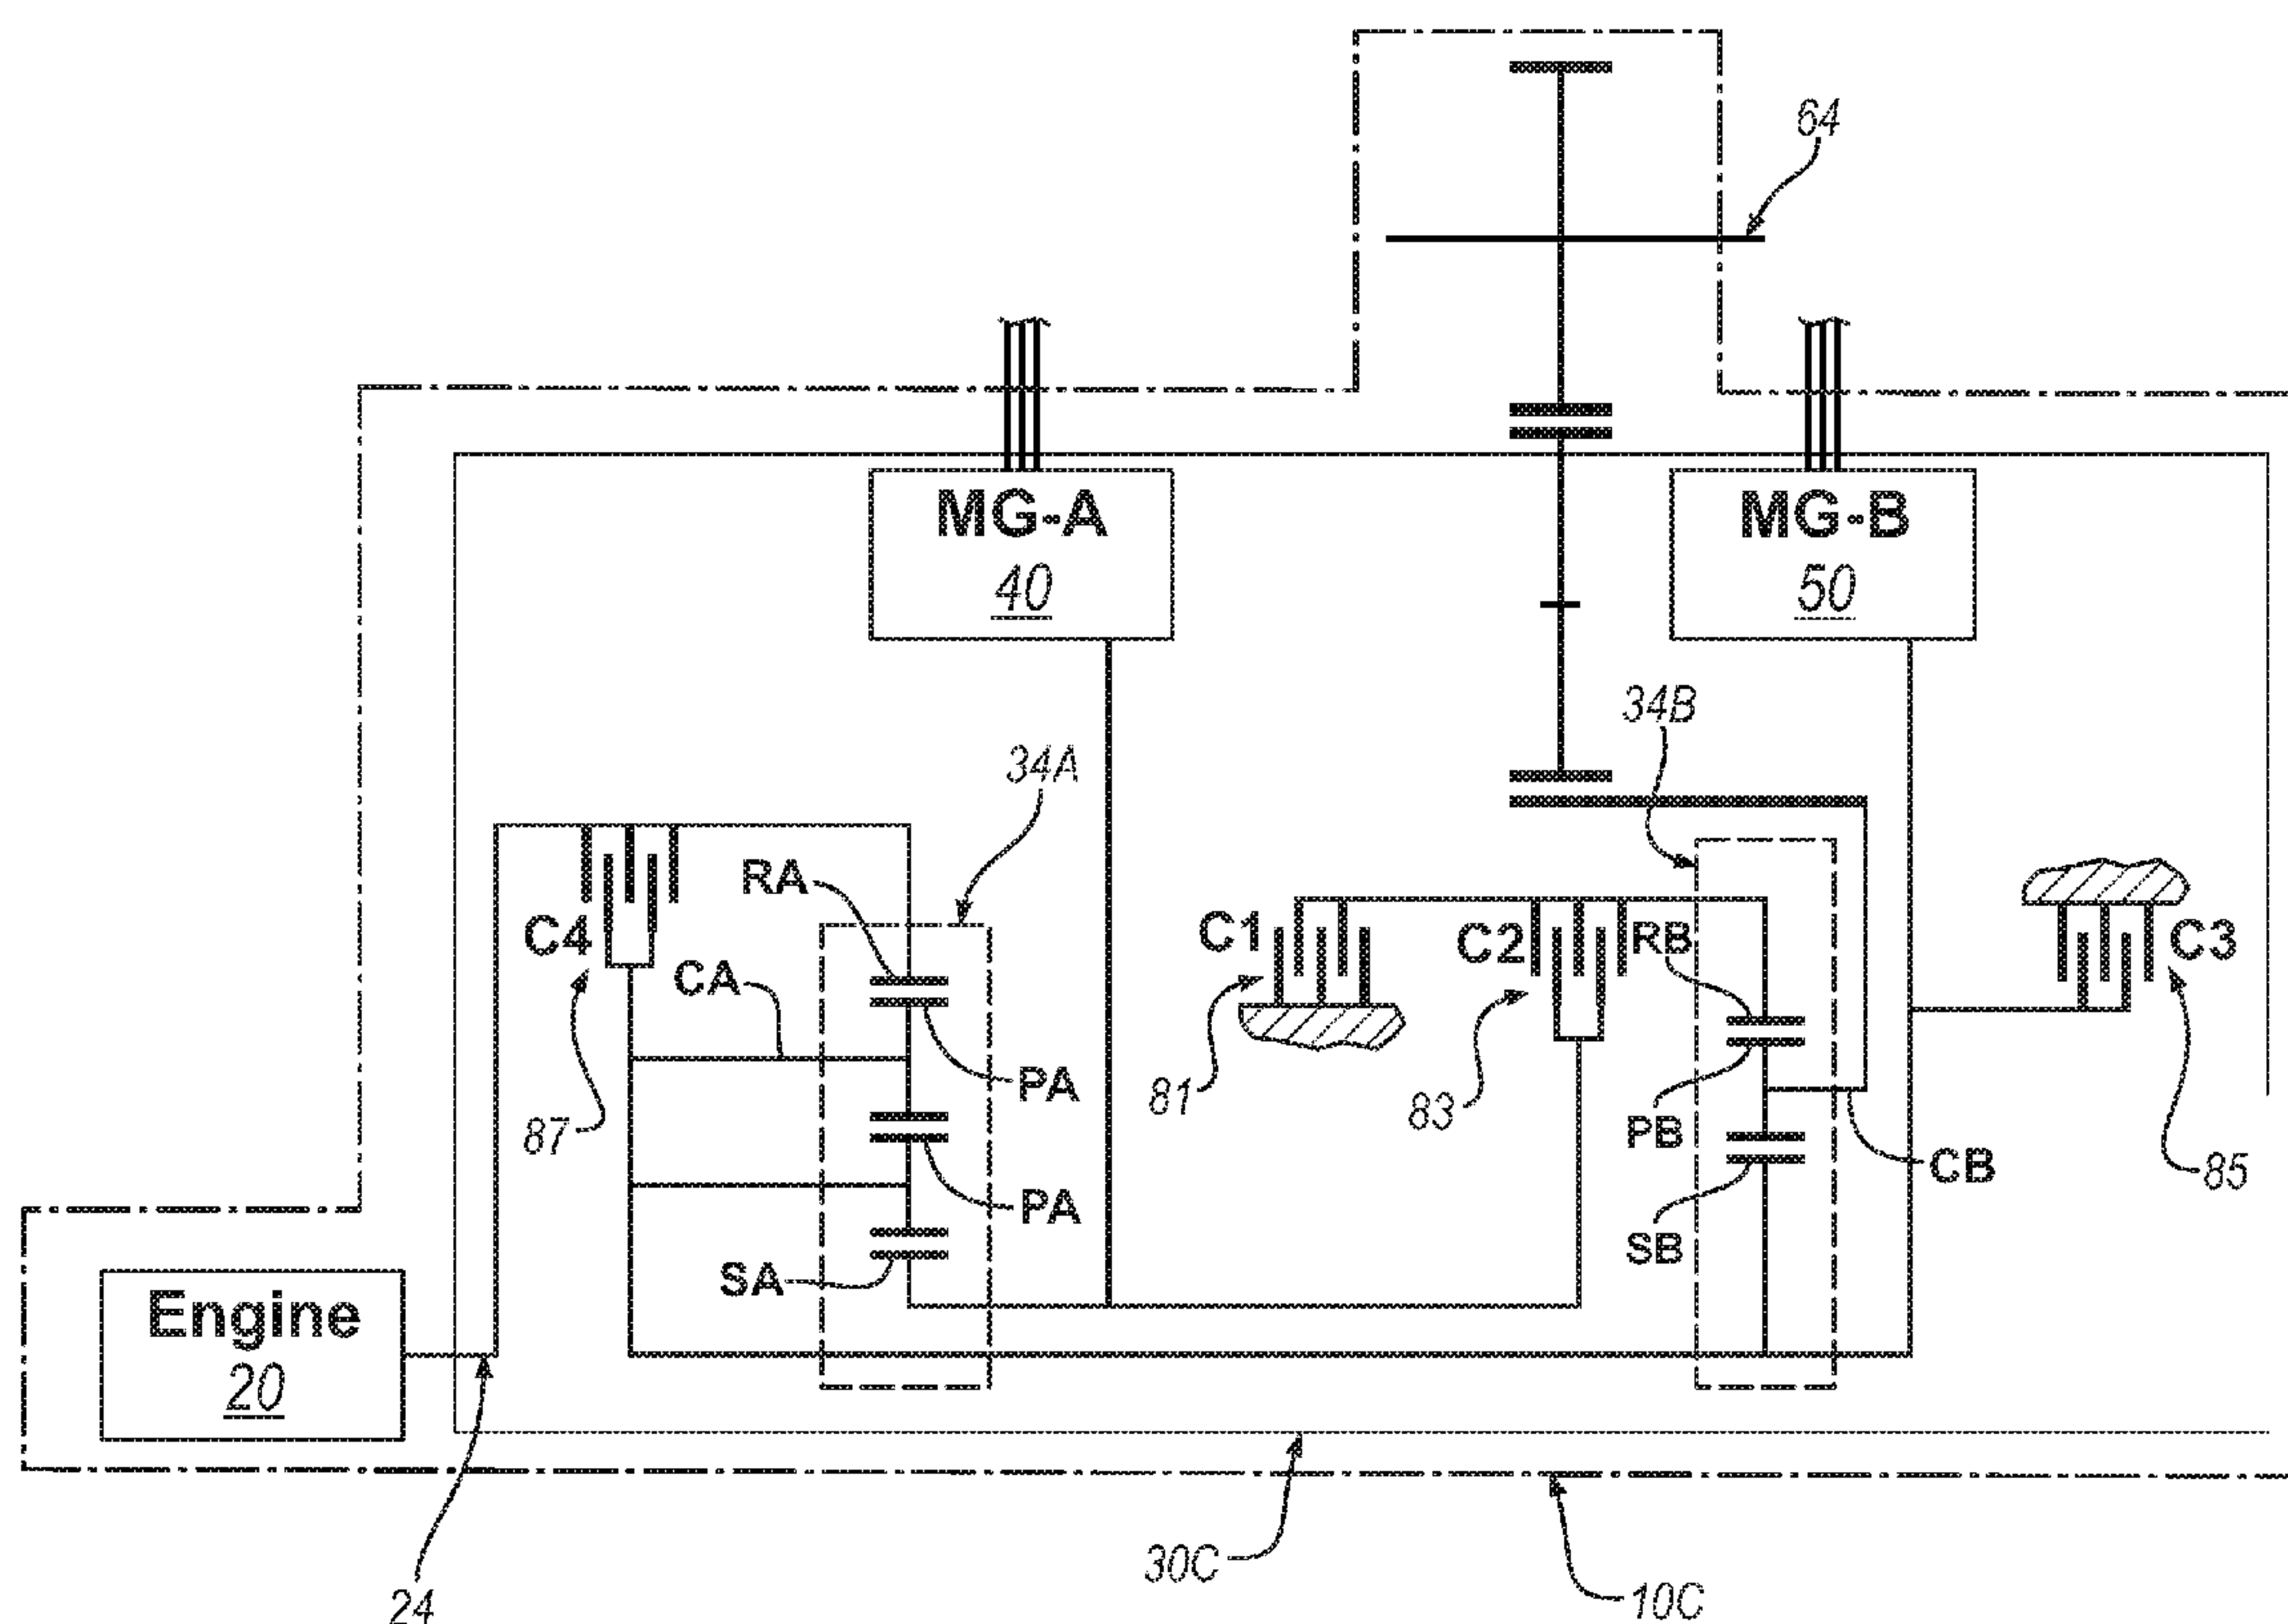 64
MG-A
40
MG-B
50
34B
34A
RA
C4
CA
C1
C2
RB
C3
PA
81
83
PB
87
CB
85
PA
SB
SA
Engine
20
30C
24
10C